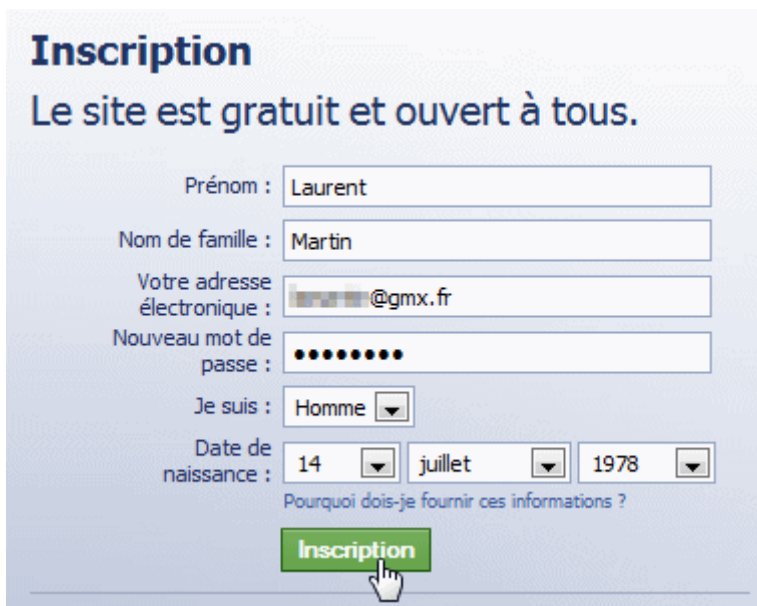 Inscription
Le site est gratuit et ouvert à tous.
Prénom : Laurent
Nom de famille : Martin
Votre adresse
électronique : @gmx.fr
Nouveau mot de
passe : ••••••••
Je suis : Homme
Date de
naissance : 14 juillet 1978
Pourquoi dois-je fournir ces informations ?
Inscription